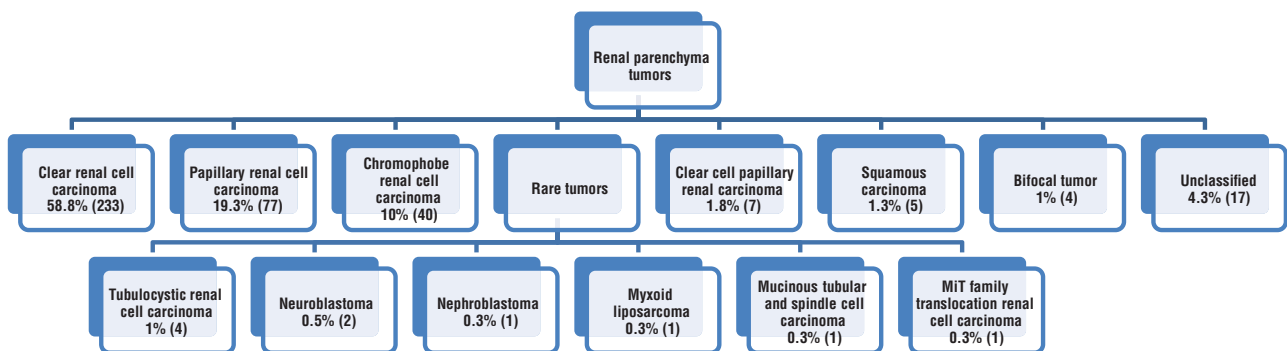 Renal parenchyma
tumors
Clear renal cell
carcinoma
58.8% (233)
Papillary renal cell
carcinoma
19.3% (77)
Chromophobe
renal cell
carcinoma
10% (40)
Rare tumors
Clear cell papillary
renal carcinoma
1.8% (7)
Squamous
carcinoma
1.3% (5)
Bifocal tumor
1% (4)
Unclassified
4.3% (17)
Tubulocystic renal
cell carcinoma
1% (4)
Neuroblastoma
0.5% (2)
Nephroblastoma
0.3% (1)
Myxoid
liposarcoma
0.3% (1)
Mucinous tubular
and spindle cell
carcinoma
0.3% (1)
MiT family
translocation renal
cell carcinoma
0.3% (1)